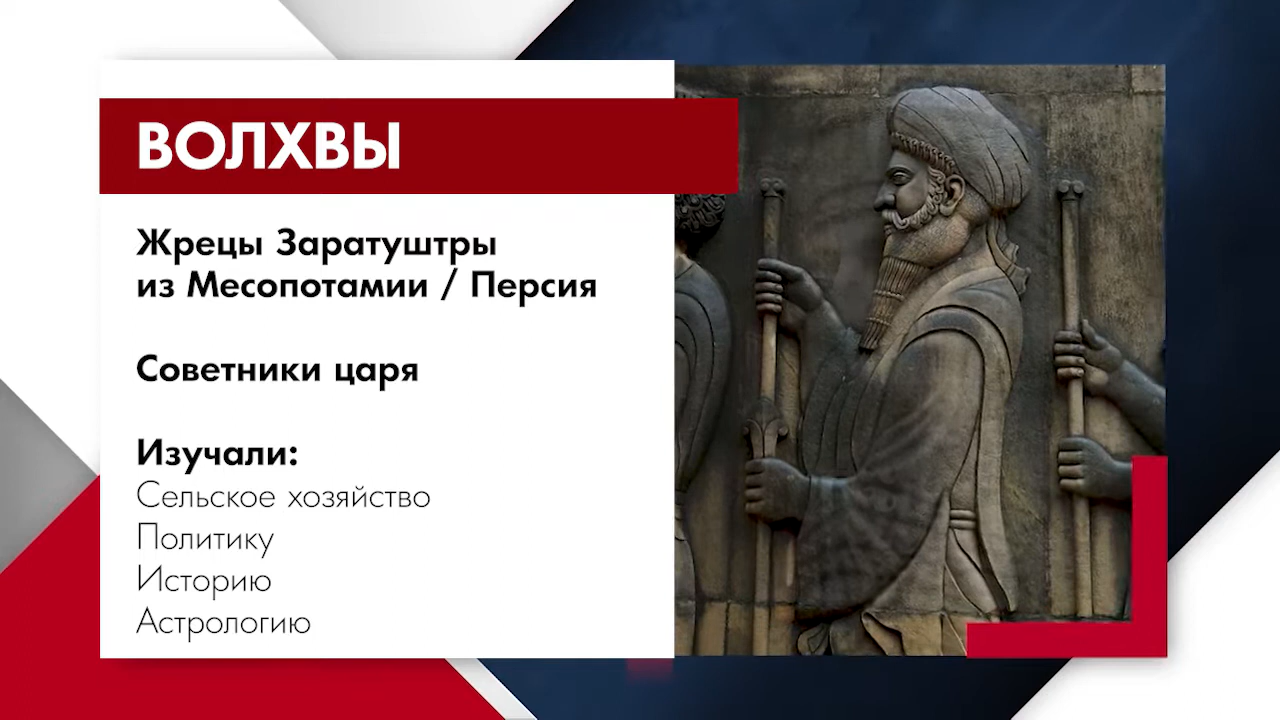 ВОЛХВЫ
Жрецы Заратуштры
из Месопотамии / Персия
Советники царя
Изучали:
Сельское хозяйство
Политику
Историю
Астрологию